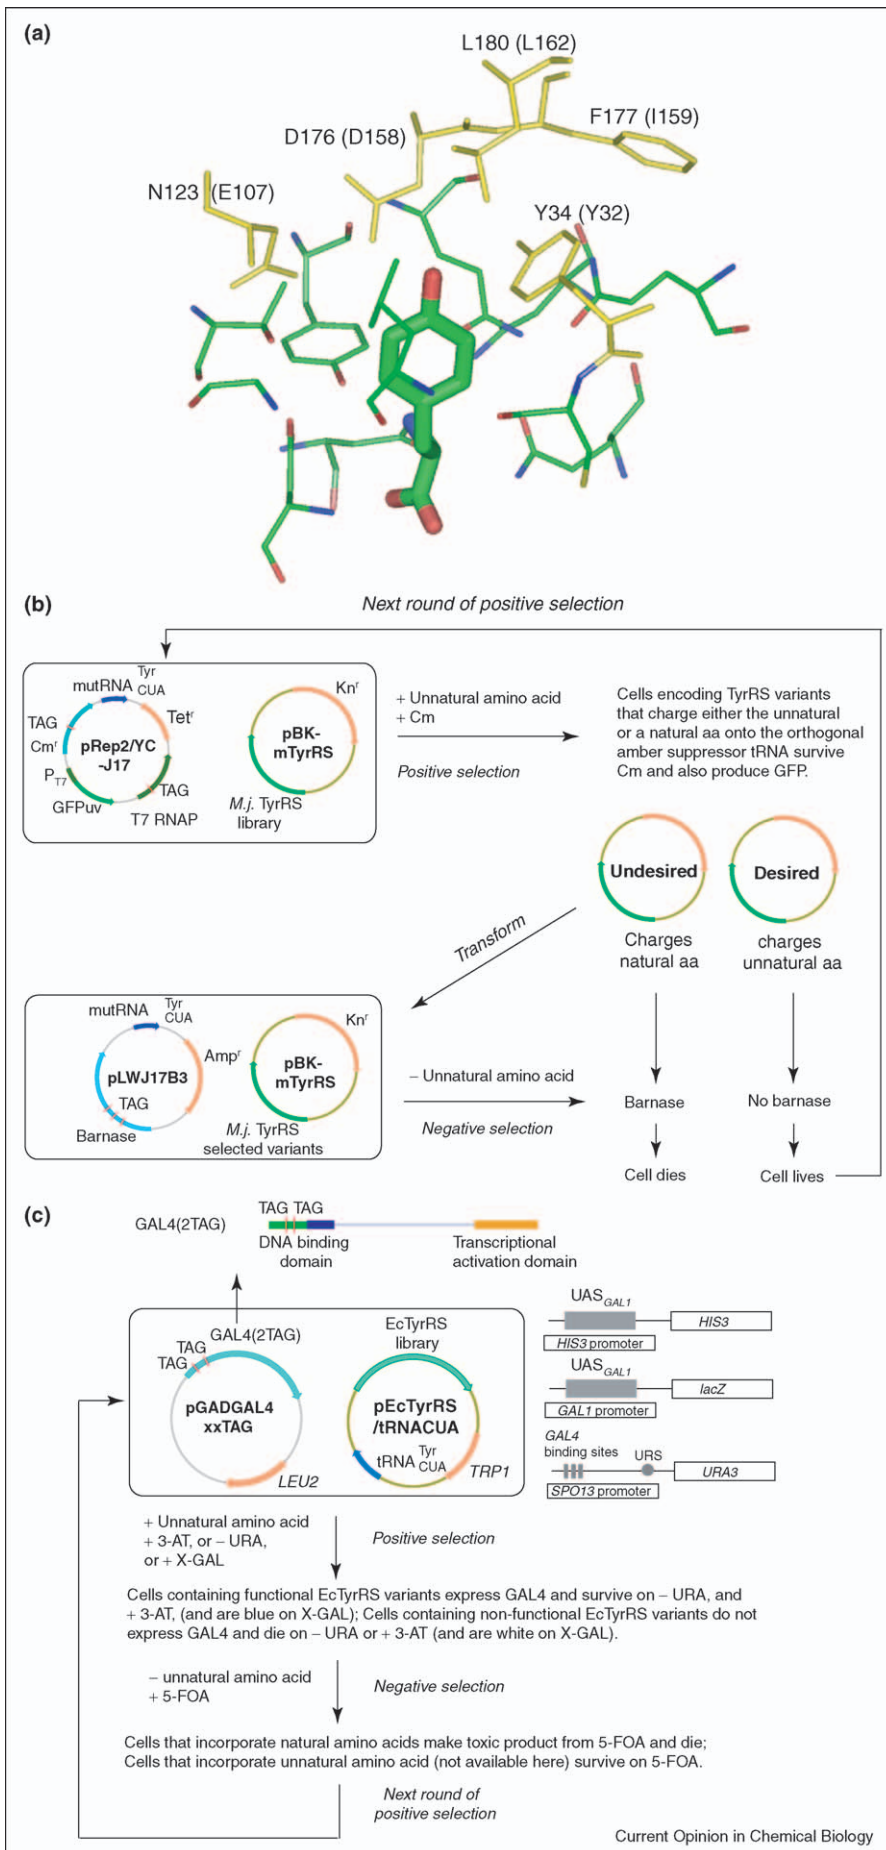 (a)
L180 (L162)
F177 (I159)
D176 (D158)
N123 (E107)
Y34 (Y32)
(b)
Next round of positive selection
mutRNA Tyr CUA
TAG
Cmʳ
Tetʳ
pRep2/YC
-J17
P_T7
TAG
GFPuv
T7 RNAP
Knʳ
pBK-
mTyrRS
M.j. TyrRS
library
+ Unnatural amino acid
+ Cm
Positive selection
Cells encoding TyrRS variants
that charge either the unnatural
or a natural aa onto the orthogonal
amber suppressor tRNA survive
Cm and also produce GFP.
Undesired
Desired
Charges
natural aa
charges
unnatural aa
Transform
mutRNA Tyr CUA
Ampʳ
pLWJ17B3
TAG
Barnase
Knʳ
pBK-
mTyrRS
M.j. TyrRS
selected variants
– Unnatural amino acid
Negative selection
Barnase
No barnase
Cell dies
Cell lives
(c)
TAG TAG
GAL4(2TAG)
DNA binding
domain
Transcriptional
activation domain
GAL4(2TAG)
TAG
TAG
pGADGAL4
xxTAG
LEU2
EcTyrRS
library
pEcTyrRS
/tRNACUA
tRNA Tyr CUA
TRP1
UAS_GAL1
HIS3
HIS3 promoter
UAS_GAL1
lacZ
GAL1 promoter
GAL4
binding sites
URS
URA3
SPO13 promoter
+ Unnatural amino acid
+ 3-AT, or – URA,
or + X-GAL
Positive selection
Cells containing functional EcTyrRS variants express GAL4 and survive on – URA, and
+ 3-AT, (and are blue on X-GAL); Cells containing non-functional EcTyrRS variants do not
express GAL4 and die on – URA or + 3-AT (and are white on X-GAL).
– unnatural amino acid
+ 5-FOA
Negative selection
Cells that incorporate natural amino acids make toxic product from 5-FOA and die;
Cells that incorporate unnatural amino acid (not available here) survive on 5-FOA.
Next round of
positive selection
Current Opinion in Chemical Biology